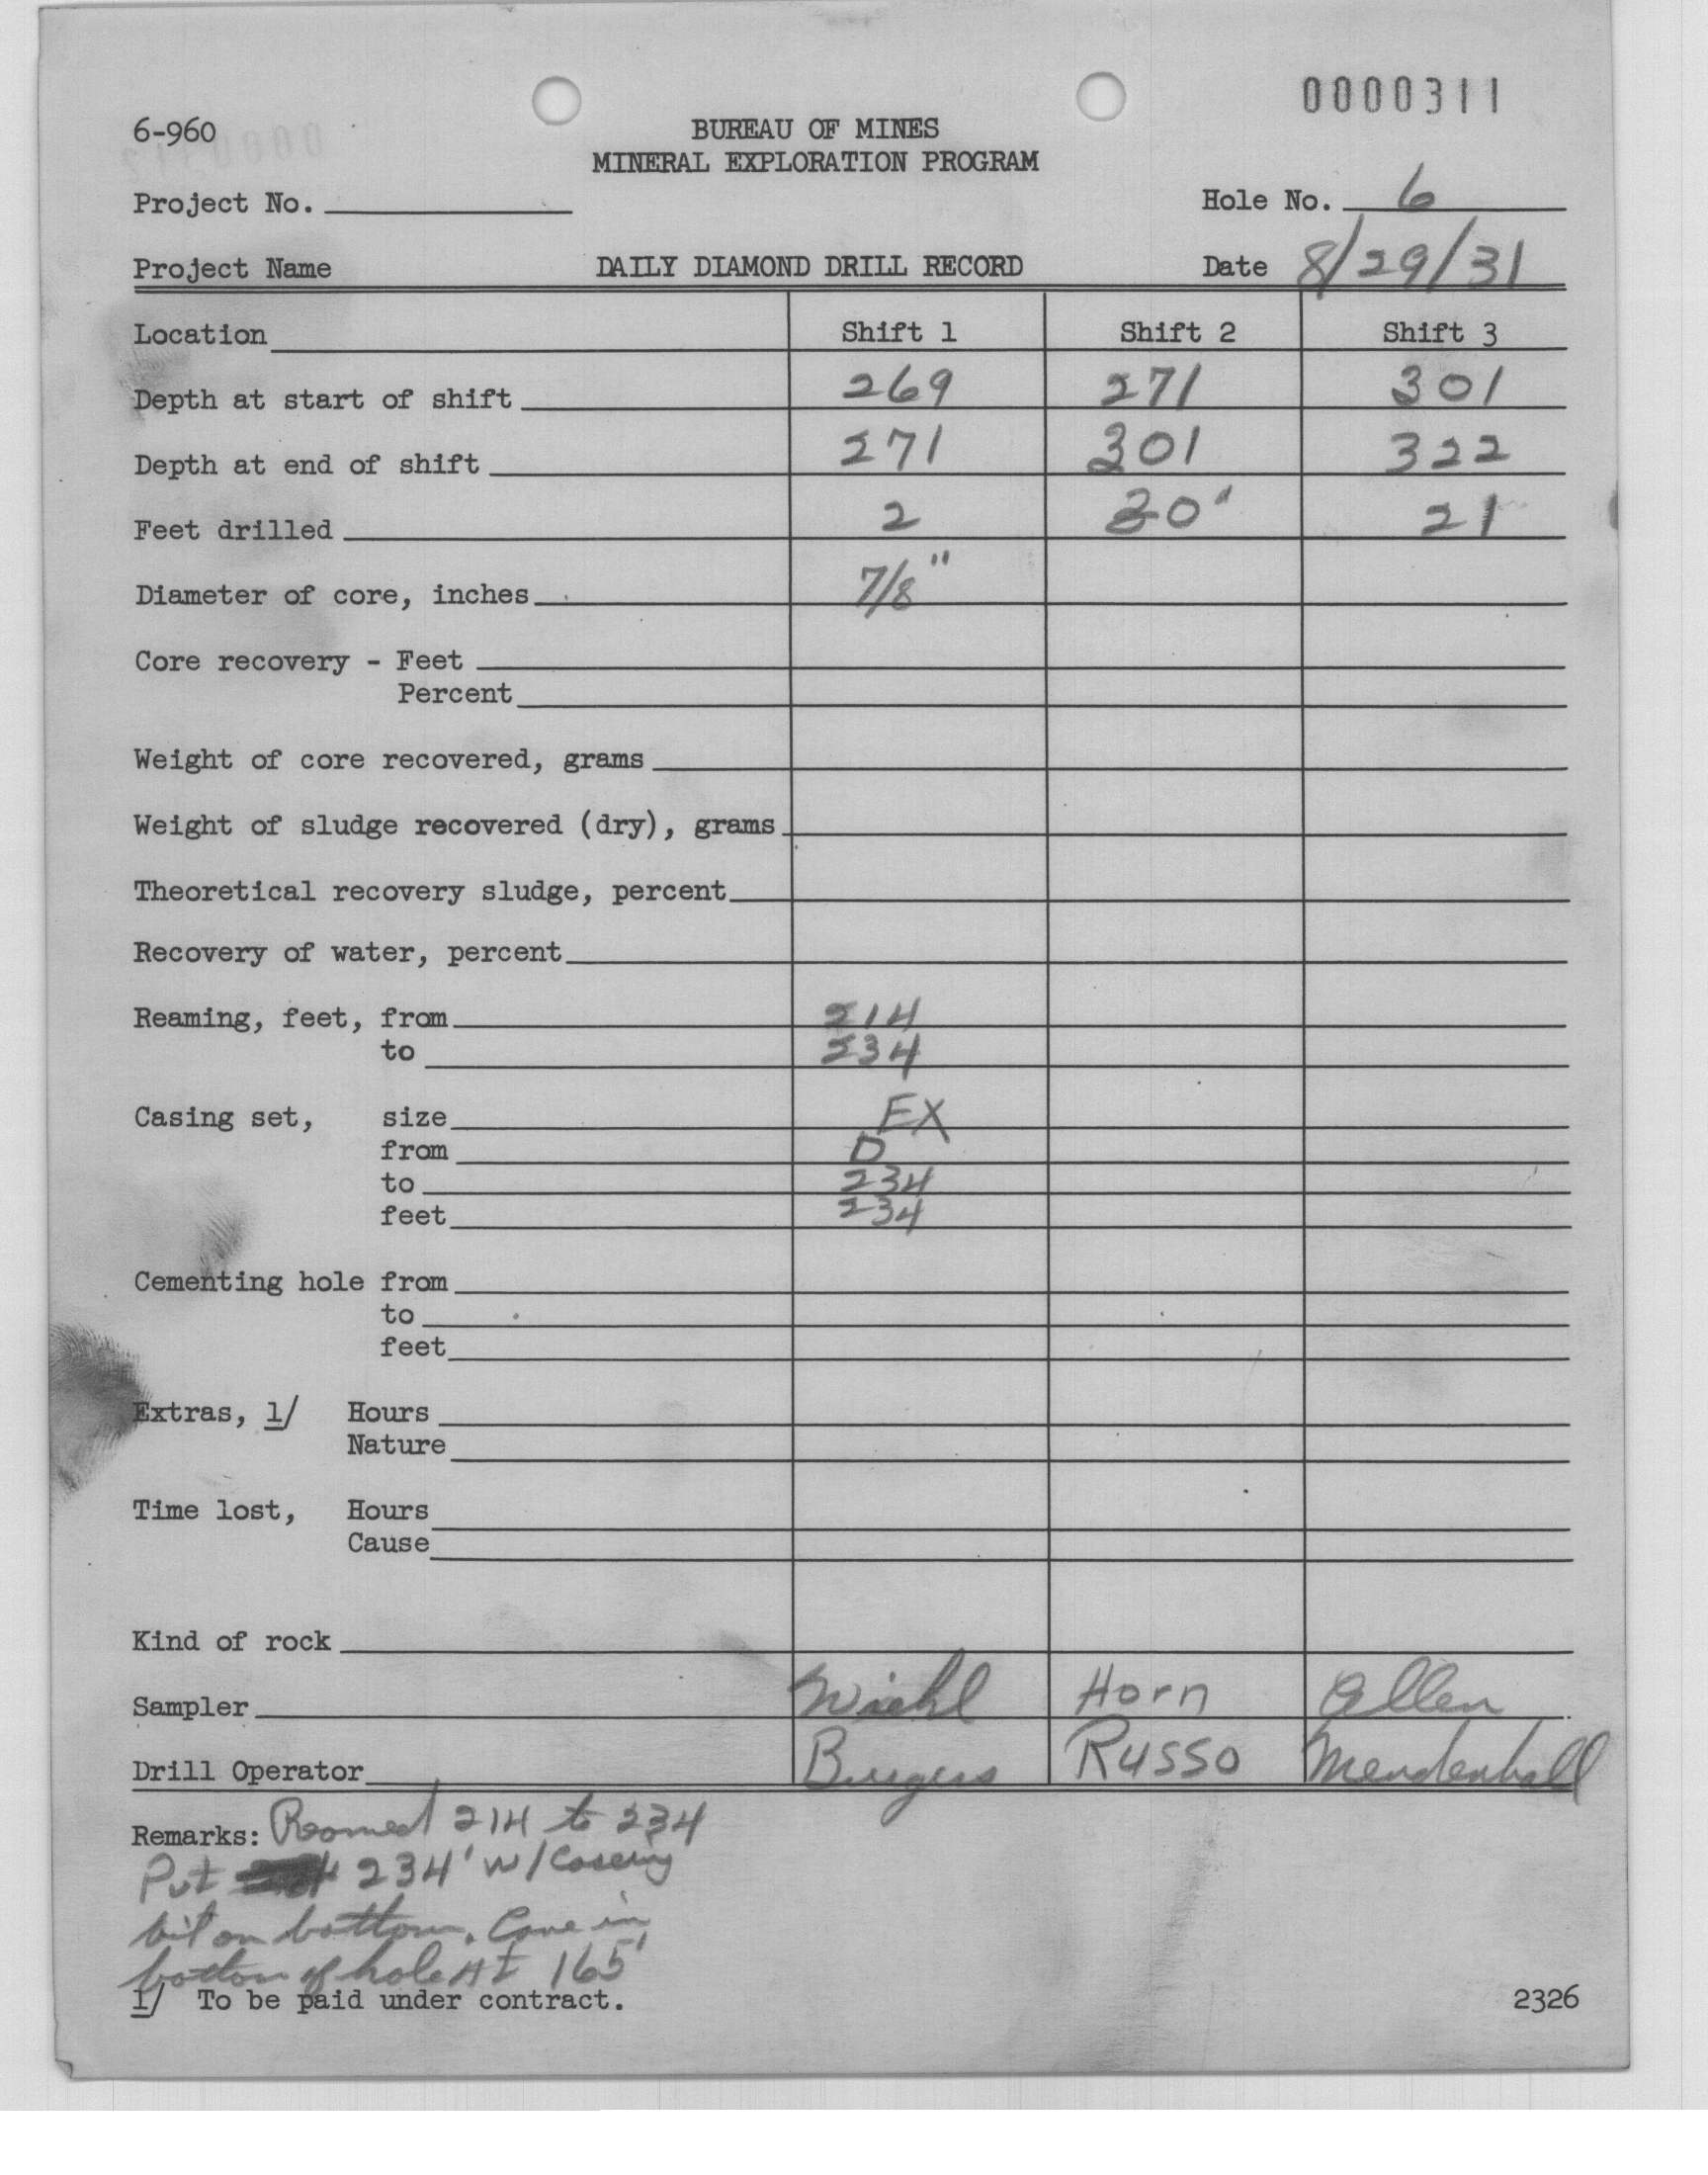 0000311
6-960
BUREAU OF MINES
MINERAL EXPLORATION PROGRAM
Project No. Hole No. 6
Project Name DAILY DIAMOND DRILL RECORD Date 8/29/31
Location Shift 1 Shift 2 Shift 3
Depth at start of shift 269 271 301
Depth at end of shift 271 301 322
Feet drilled 2 30' 21
Diameter of core, inches 7/8"
Core recovery - Feet
Percent
Weight of core recovered, grams
Weight of sludge recovered (dry), grams
Theoretical recovery sludge, percent
Recovery of water, percent
Reaming, feet, from 214
to 234
Casing set, size EX
from 0
to 234
feet 234
Cementing hole from
to
feet
Extras, 1/ Hours
Nature
Time lost, Hours
Cause
Kind of rock
Sampler Horn Allen
Drill Operator Burgess Russo Mendenhall
Remarks: Reamed 214 to 234
Put 234' w/ Caseing
bit on bottom. Cave in
bottom of hole At 165'
1/ To be paid under contract.
2326